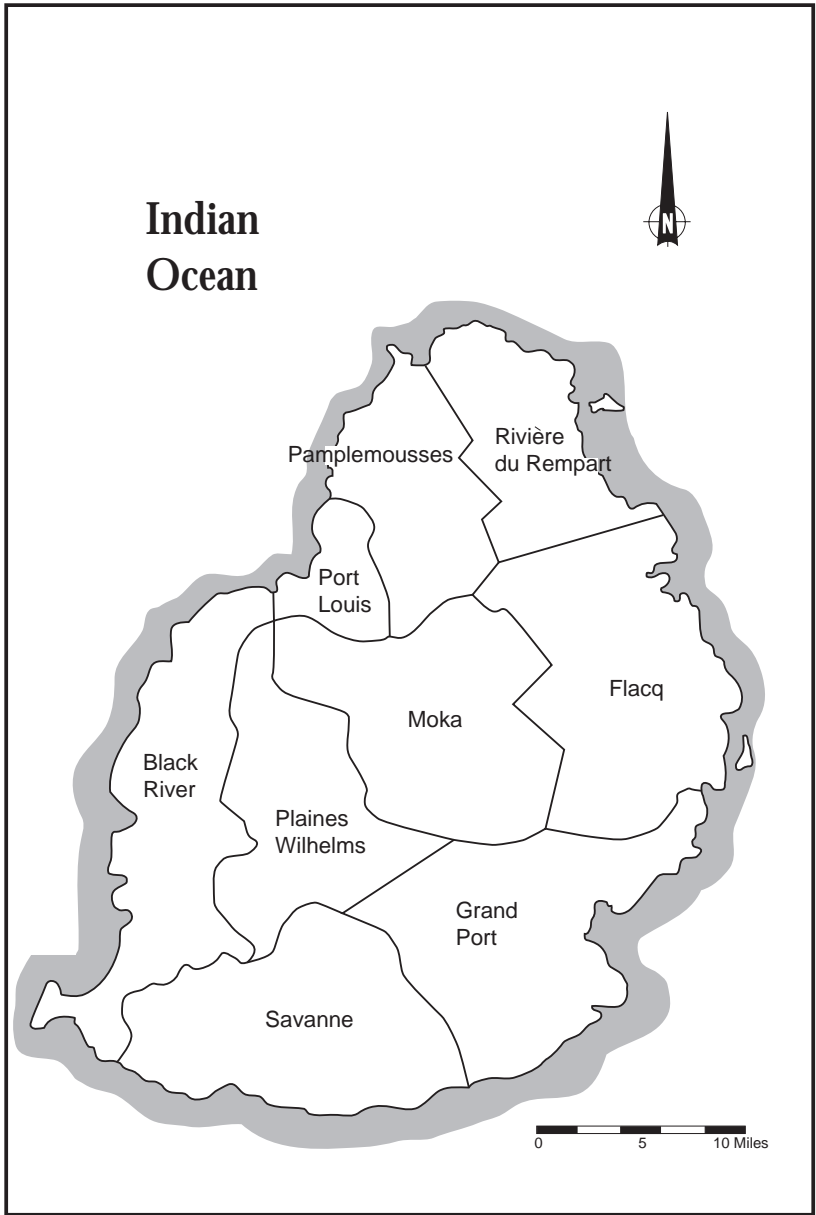 Indian
Ocean
N
Pamplemousses
Rivière
du Rempart
Port
Louis
Flacq
Moka
Black
River
Plaines
Wilhelms
Grand
Port
Savanne
0 5 10 Miles